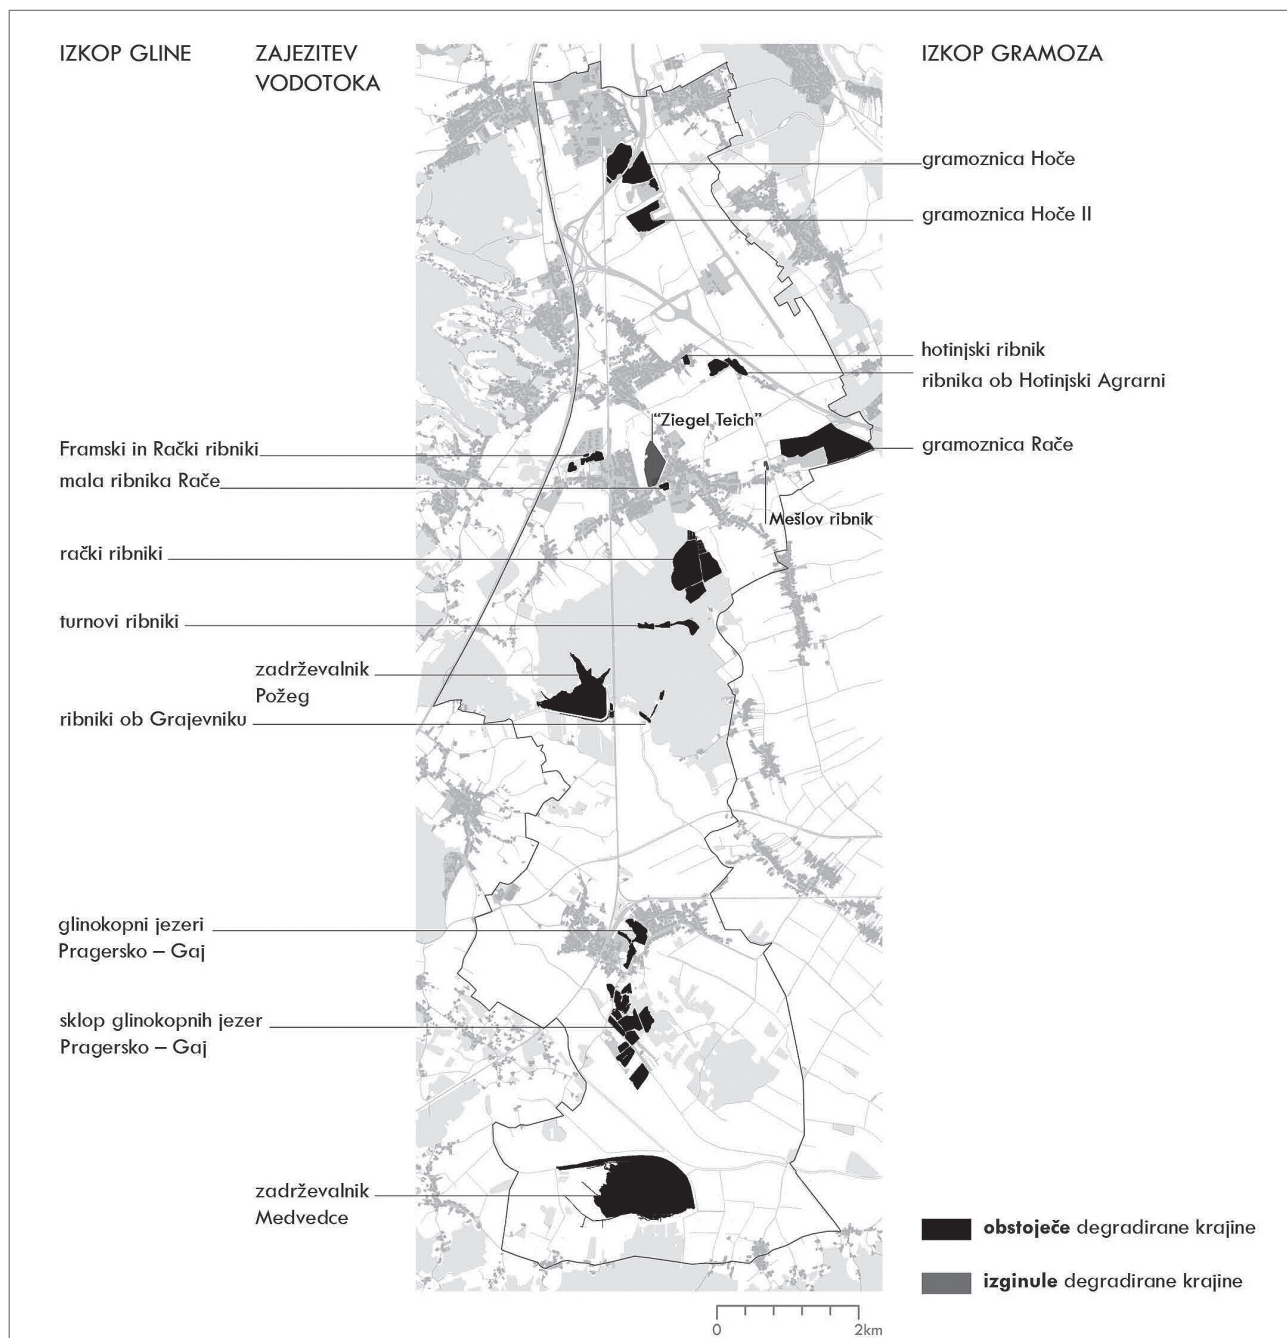 IZKOP GLINE
ZAJEZITEV
VODOTOKA
IZKOP GRAMOZA
gramoznica Hoče
gramoznica Hoče II
hotinjski ribnik
ribnika ob Hotinjski Agrarni
"Ziegel Teich"
gramoznica Rače
Framski in Rački ribniki
mala ribnika Rače
Mešlov ribnik
rački ribniki
turnovi ribniki
zadrževalnik
Požeg
ribniki ob Grajevniku
glinokopni jezeri
Pragersko – Gaj
sklop glinokopnih jezer
Pragersko – Gaj
zadrževalnik
Medvedce
obstoječe degradirane krajine
izginule degradirane krajine
0 2km